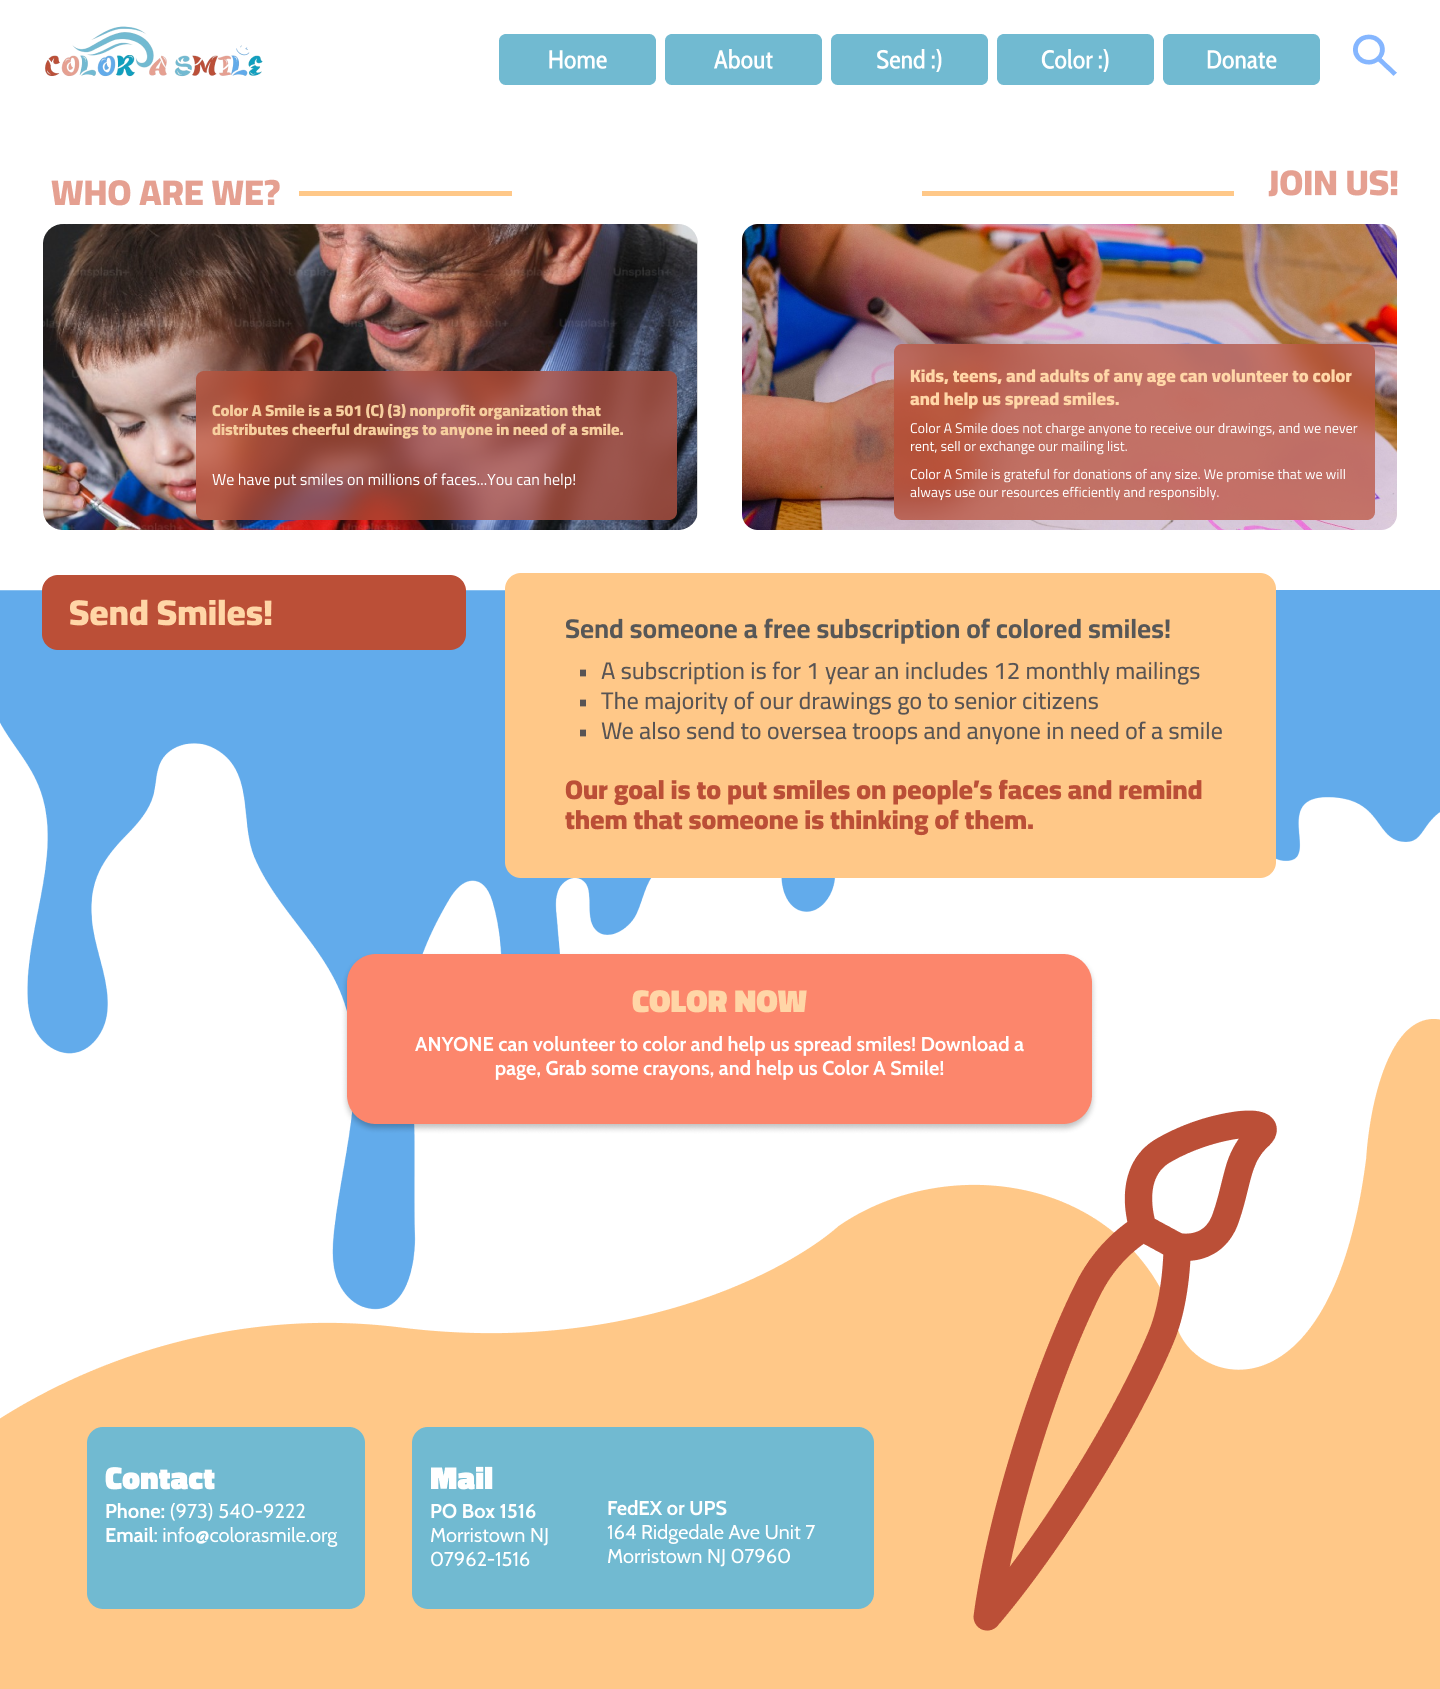 COLOR A SMILE
Home
About
Send :)
Color :)
Donate
WHO ARE WE?
JOIN US!
Unsplash+
Color A Smile is a 501 (C) (3) nonprofit organization that
distributes cheerful drawings to anyone in need of a smile.
We have put smiles on millions of faces...You can help!
Kids, teens, and adults of any age can volunteer to color
and help us spread smiles.
Color A Smile does not charge anyone to receive our drawings, and we never
rent, sell or exchange our mailing list.
Color A Smile is grateful for donations of any size. We promise that we will
always use our resources efficiently and responsibly.
Send Smiles!
Send someone a free subscription of colored smiles!
▪ A subscription is for 1 year an includes 12 monthly mailings
▪ The majority of our drawings go to senior citizens
▪ We also send to oversea troops and anyone in need of a smile
Our goal is to put smiles on people's faces and remind
them that someone is thinking of them.
COLOR NOW
ANYONE can volunteer to color and help us spread smiles! Download a
page, Grab some crayons, and help us Color A Smile!
Contact
Phone: (973) 540-9222
Email: info@colorasmile.org
Mail
PO Box 1516
Morristown NJ
07962-1516
FedEX or UPS
164 Ridgedale Ave Unit 7
Morristown NJ 07960